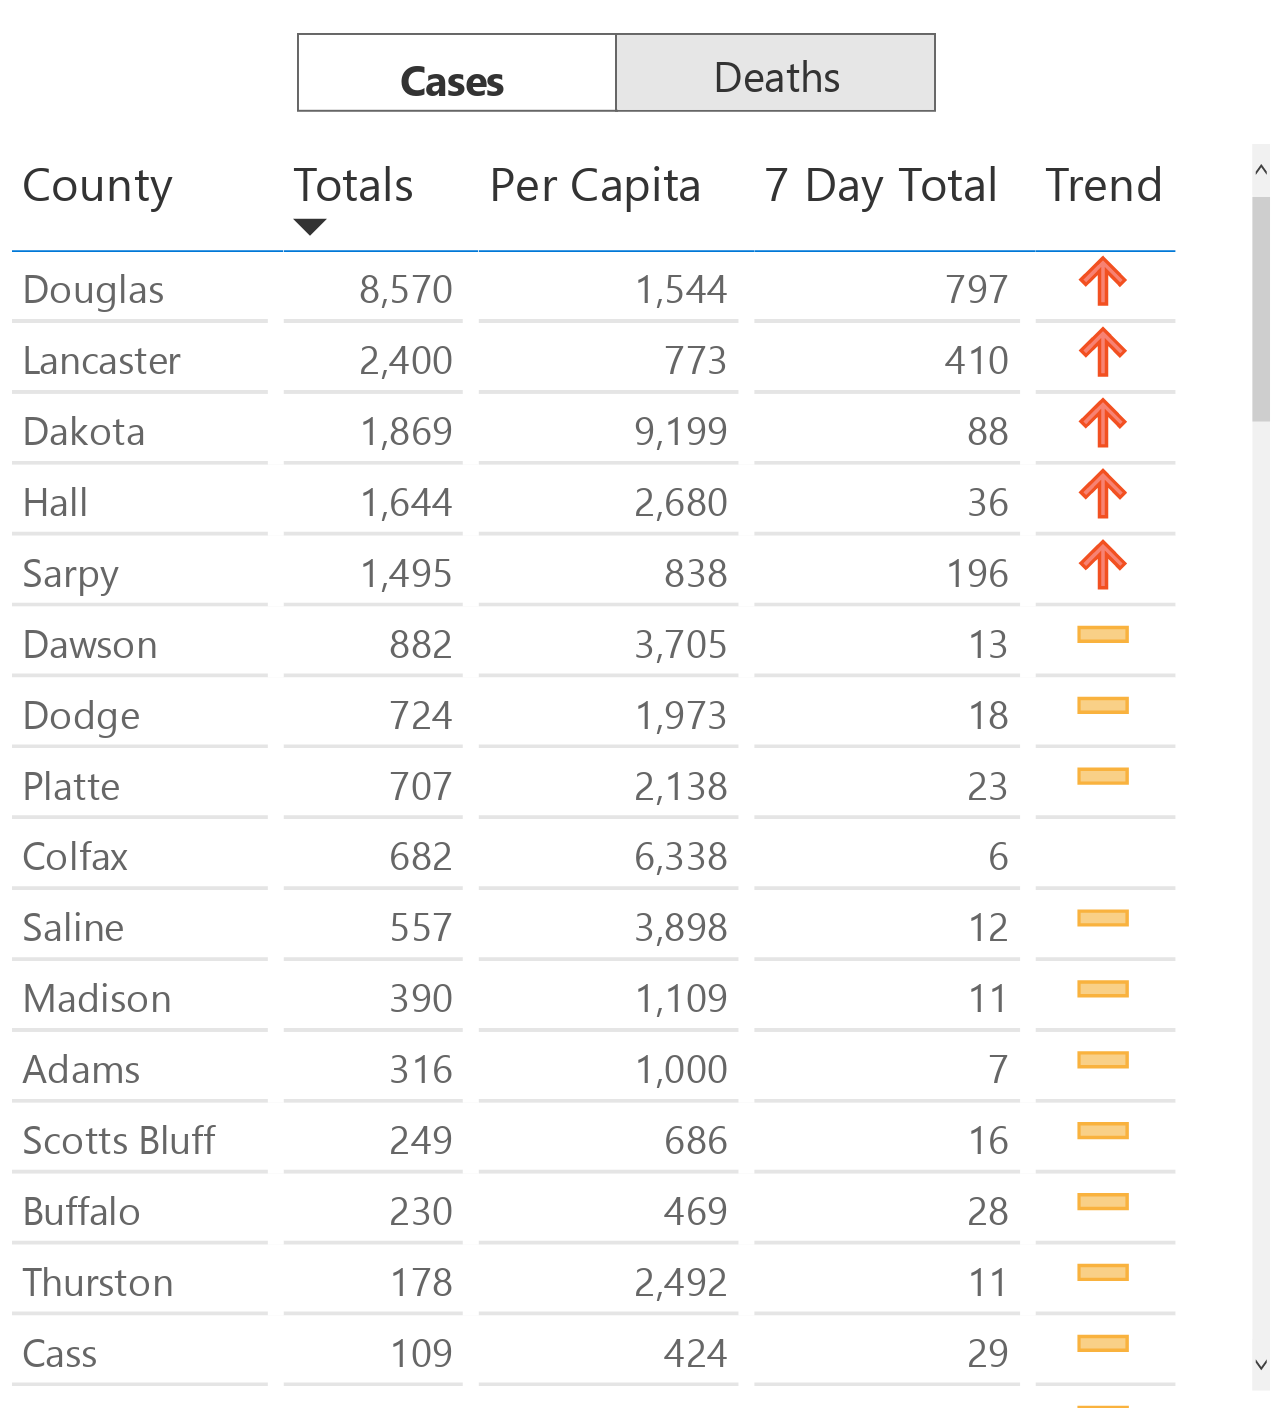 Cases Deaths
County Totals Per Capita 7 Day Total Trend
Douglas 8,570 1,544 797
Lancaster 2,400 773 410
Dakota 1,869 9,199 88
Hall 1,644 2,680 36
Sarpy 1,495 838 196
Dawson 882 3,705 13
Dodge 724 1,973 18
Platte 707 2,138 23
Colfax 682 6,338 6
Saline 557 3,898 12
Madison 390 1,109 11
Adams 316 1,000 7
Scotts Bluff 249 686 16
Buffalo 230 469 28
Thurston 178 2,492 11
Cass 109 424 29